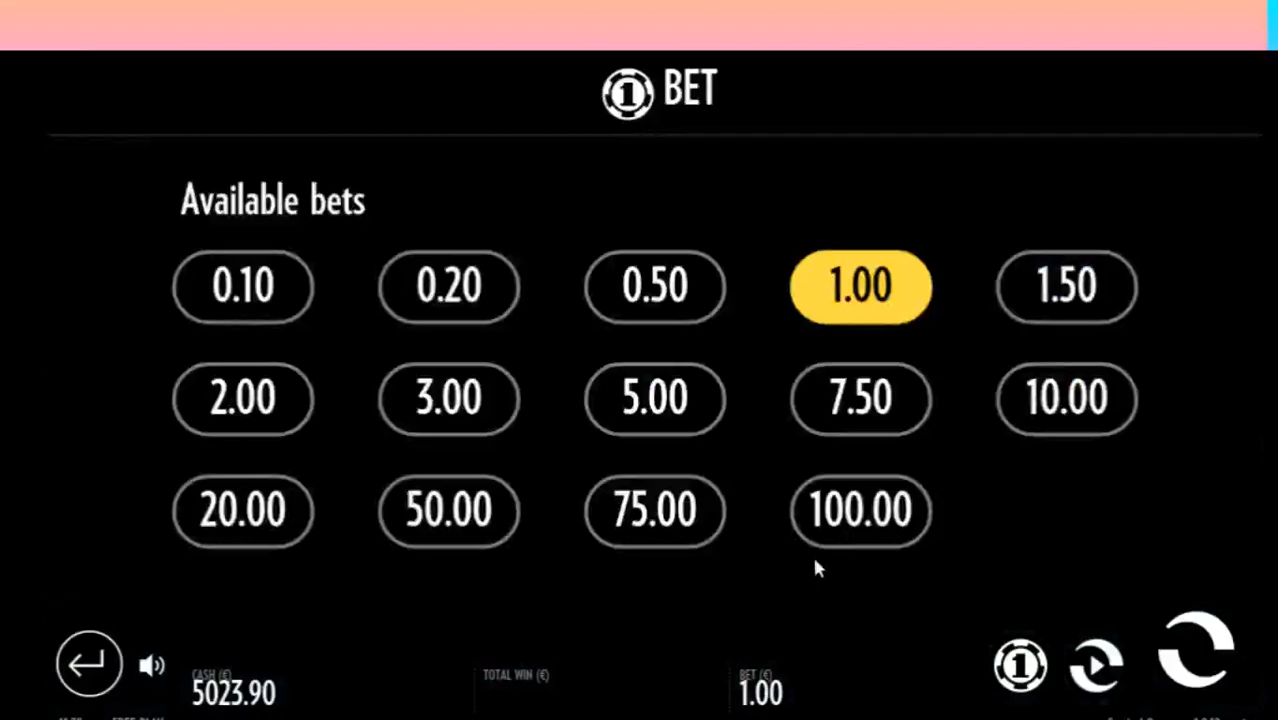 1 BET
Available bets
0.10 0.20 0.50 1.00 1.50
2.00 3.00 5.00 7.50 10.00
20.00 50.00 75.00 100.00
CASH (€) TOTAL WIN (€) BET (€)
5023.90 1.00
1